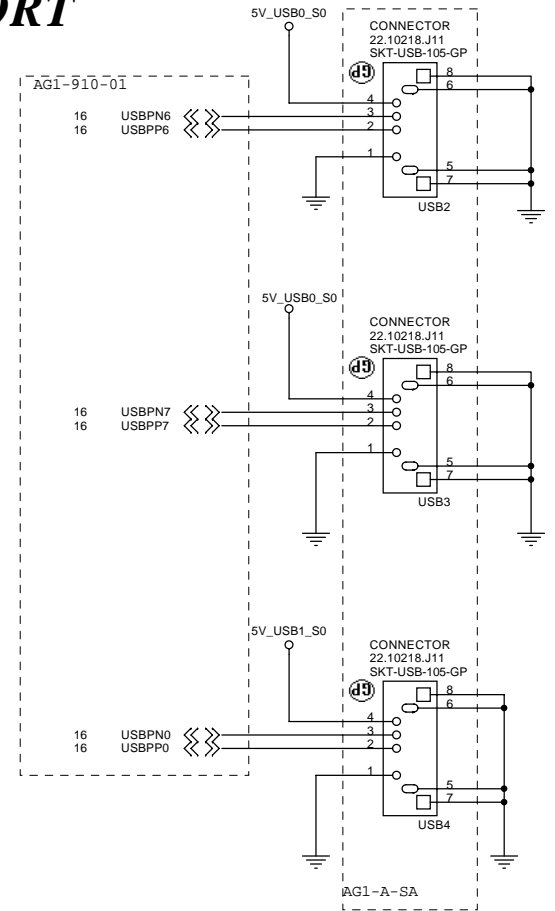 ORT
5V_USB0_S0
CONNECTOR
22.10218.J11
SKT-USB-105-GP
AG1-910-01
GP
8
6
4
16 USBPN6 3
16 USBPP6 2
1
5
7
USB2
5V_USB0_S0
CONNECTOR
22.10218.J11
SKT-USB-105-GP
GP
8
6
4
16 USBPN7 3
16 USBPP7 2
1
5
7
USB3
5V_USB1_S0
CONNECTOR
22.10218.J11
SKT-USB-105-GP
GP
8
6
4
16 USBPN0 3
16 USBPP0 2
1
5
7
USB4
AG1-A-SA